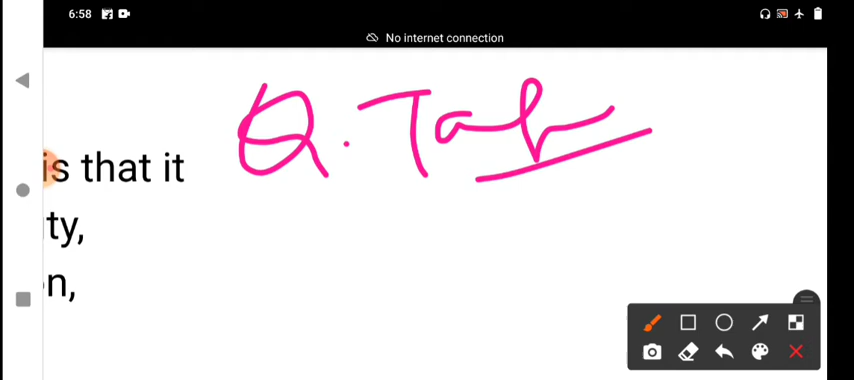 6:58
No internet connection
Q. Tab
is that it
ty,
n,